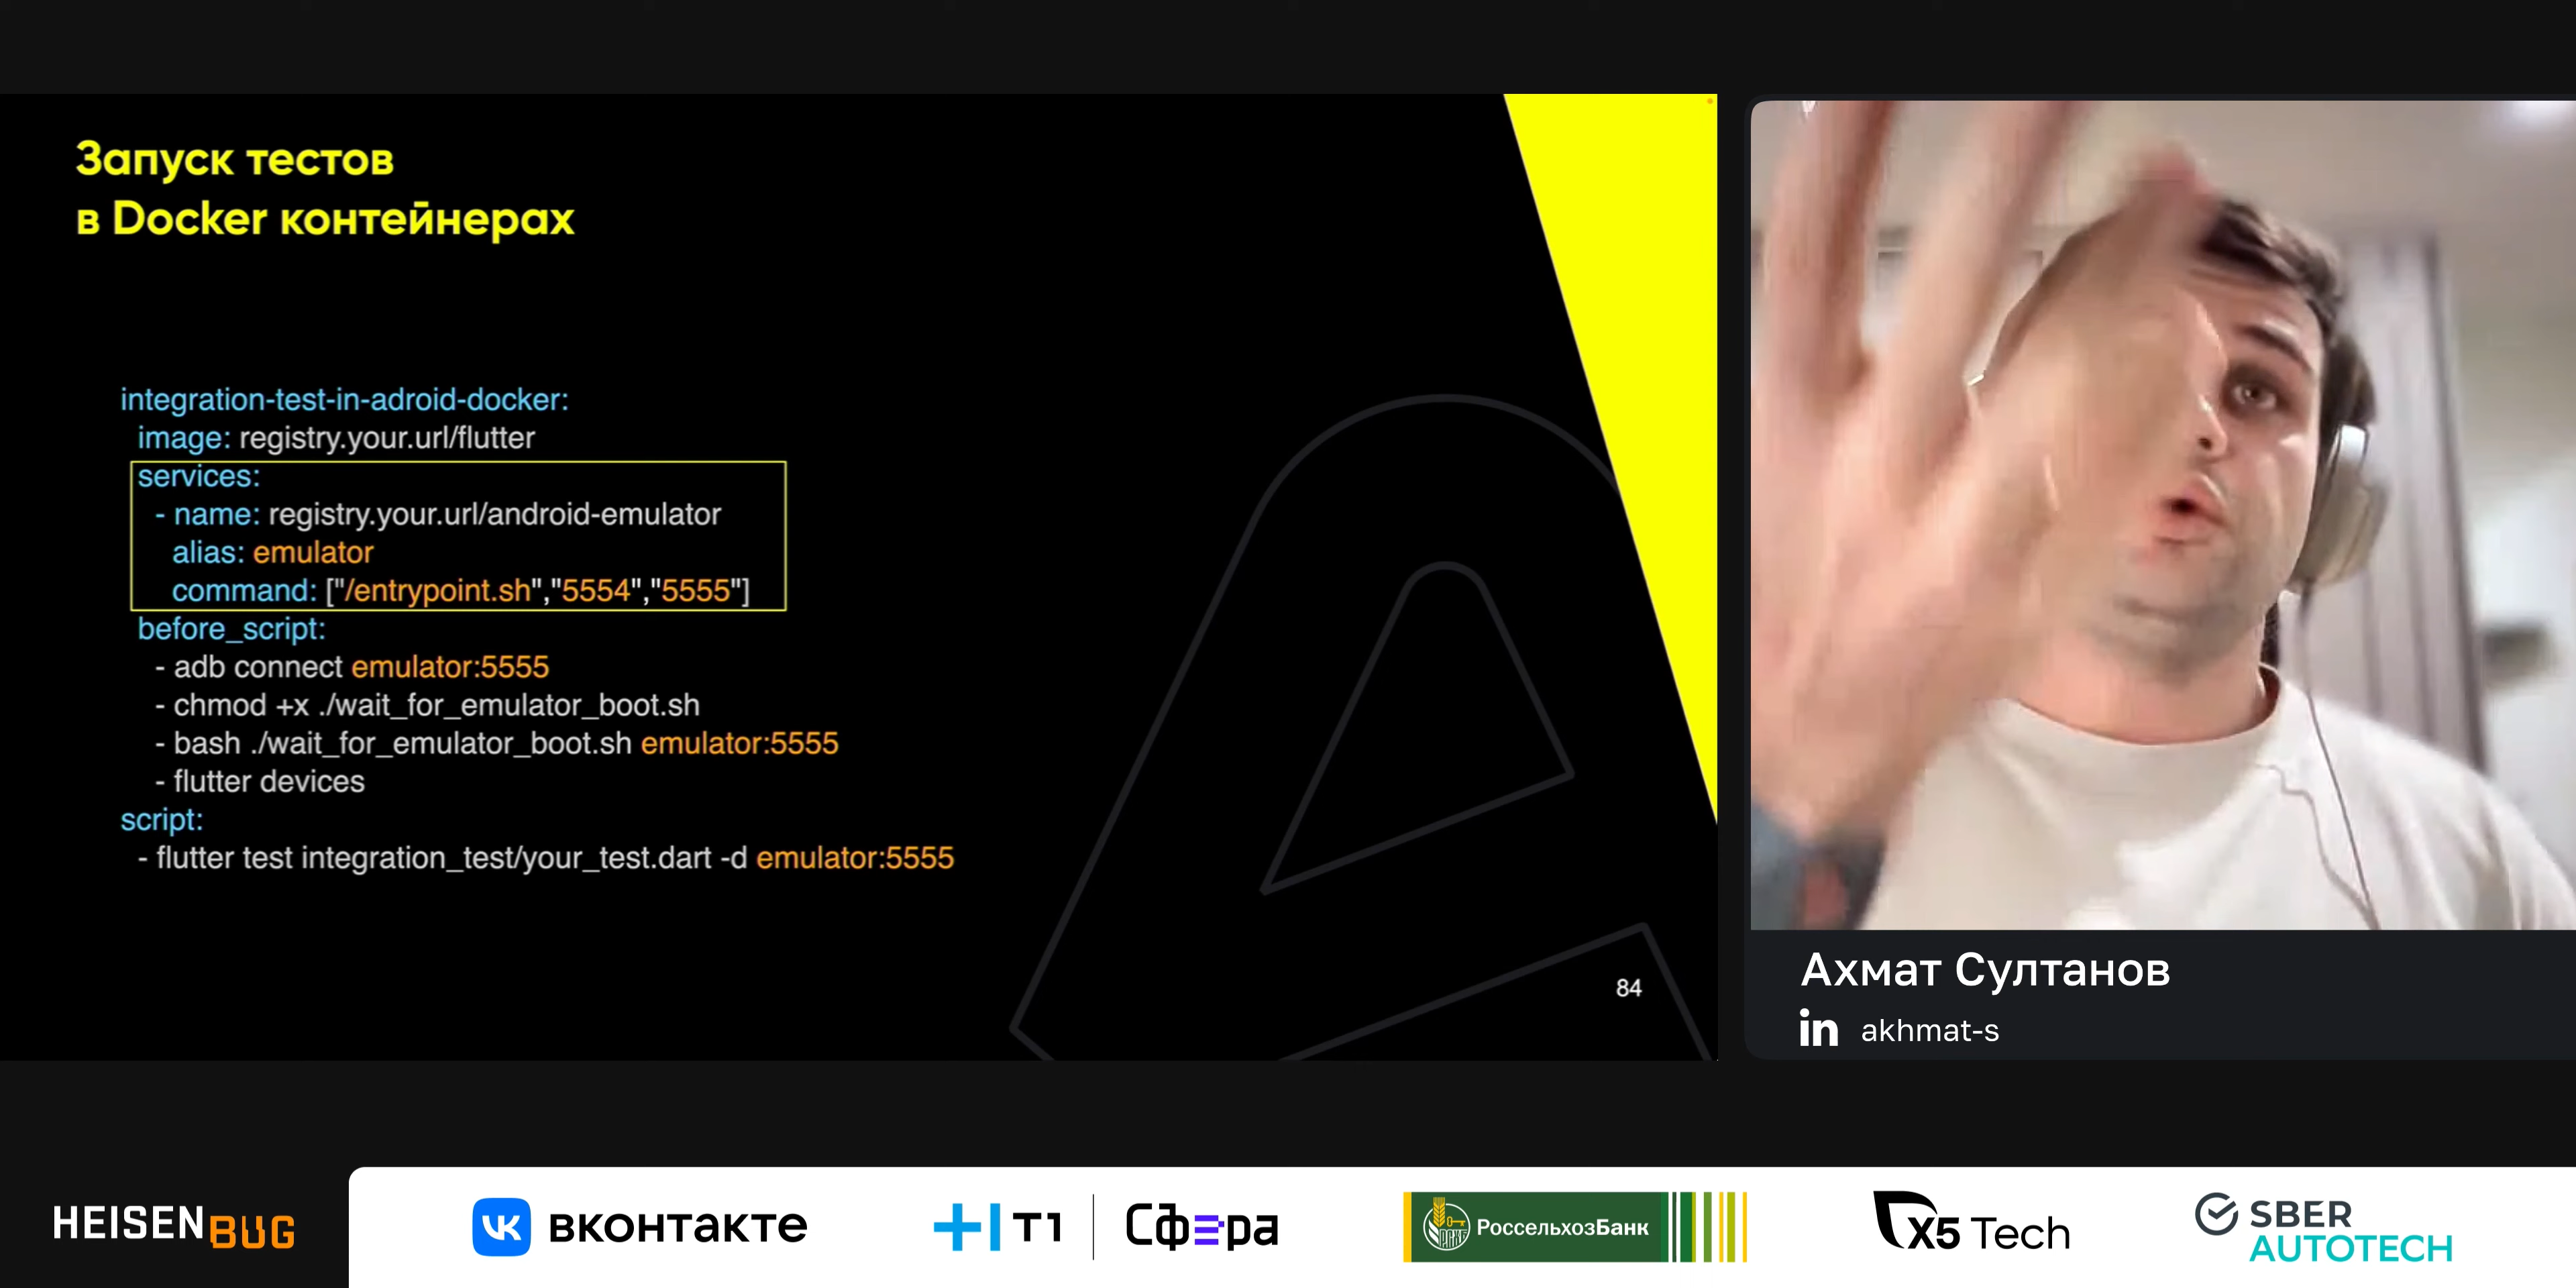 Запуск тестов
в Docker контейнерах
integration-test-in-adroid-docker:
image: registry.your.url/flutter
services:
- name: registry.your.url/android-emulator
alias: emulator
command: ["/entrypoint.sh","5554","5555"]
before_script:
- adb connect emulator:5555
- chmod +x ./wait_for_emulator_boot.sh
- bash ./wait_for_emulator_boot.sh emulator:5555
- flutter devices
script:
- flutter test integration_test/your_test.dart -d emulator:5555
84
Ахмат Султанов
in akhmat-s
HEISENBUG
VK ВКОНТАКТЕ
Т1
Сфера
РоссельхозБанк
X5 Tech
SBER
AUTOTECH